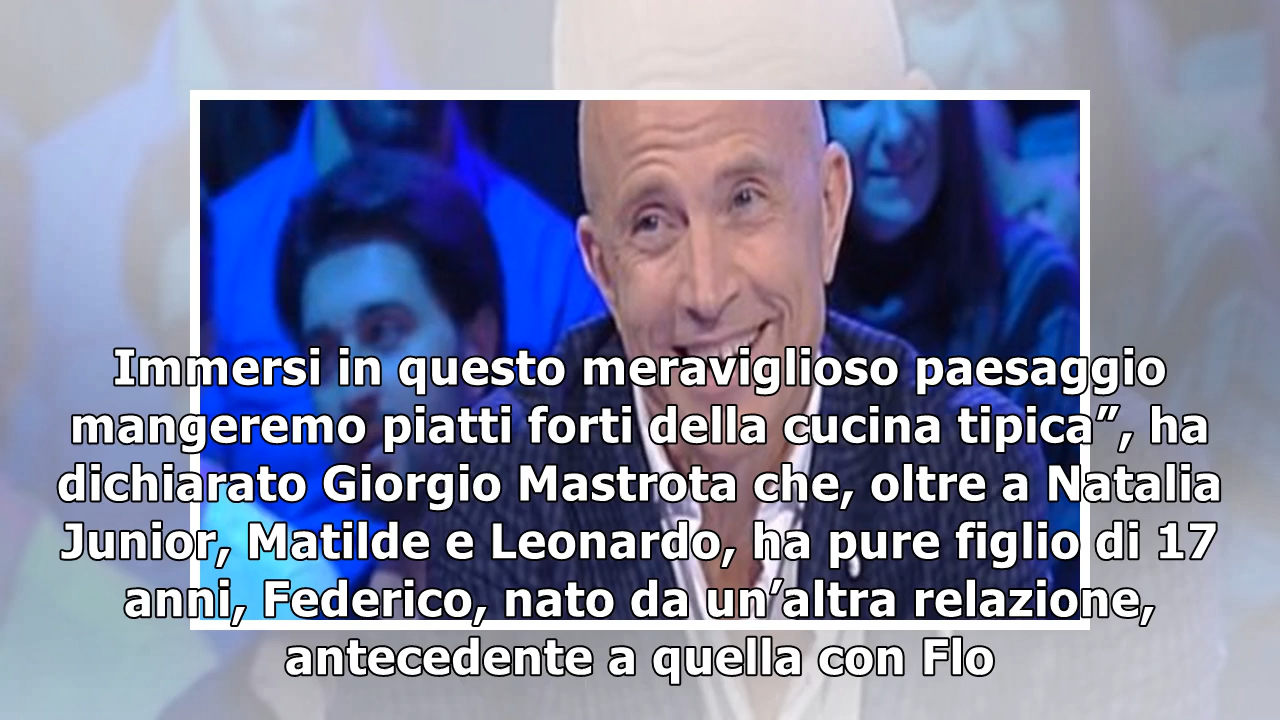 Immersi in questo meraviglioso paesaggio
mangeremo piatti forti della cucina tipica”, ha
dichiarato Giorgio Mastrota che, oltre a Natalia
Junior, Matilde e Leonardo, ha pure figlio di 17
anni, Federico, nato da un’altra relazione,
antecedente a quella con Flo